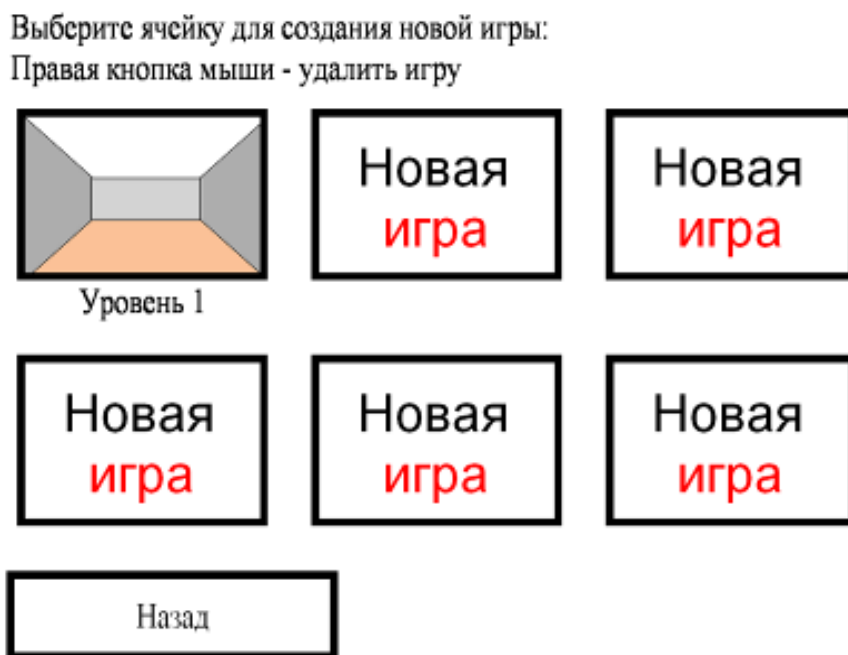 Выберите ячейку для создания новой игры:
Правая кнопка мыши - удалить игру
Новая
игра
Новая
игра
Уровень 1
Новая
игра
Новая
игра
Новая
игра
Назад